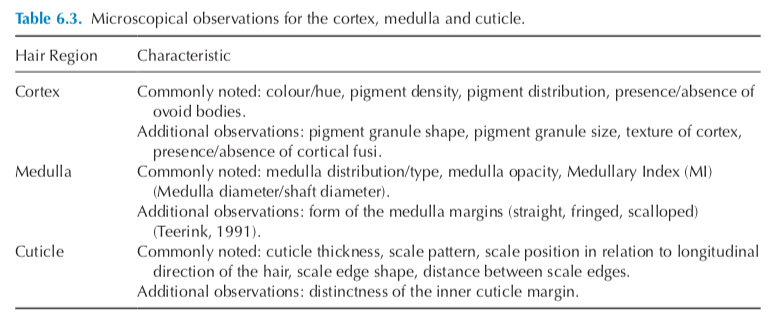 Table 6.3. Microscopical observations for the cortex, medulla and cuticle.
Hair Region Characteristic
Cortex Commonly noted: colour/hue, pigment density, pigment distribution, presence/absence of
ovoid bodies.
Additional observations: pigment granule shape, pigment granule size, texture of cortex,
presence/absence of cortical fusi.
Medulla Commonly noted: medulla distribution/type, medulla opacity, Medullary Index (MI)
(Medulla diameter/shaft diameter).
Additional observations: form of the medulla margins (straight, fringed, scalloped)
(Teerink, 1991).
Cuticle Commonly noted: cuticle thickness, scale pattern, scale position in relation to longitudinal
direction of the hair, scale edge shape, distance between scale edges.
Additional observations: distinctness of the inner cuticle margin.